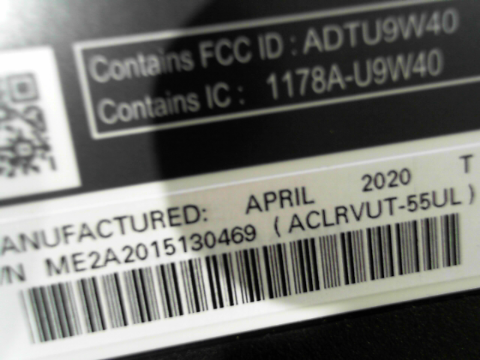 Contains FCC ID : ADTU9W40
Contains IC : 1178A-U9W40
ANUFACTURED: APRIL 2020 T
/N ME2A2015130469 (ACLRVUT-55UL)